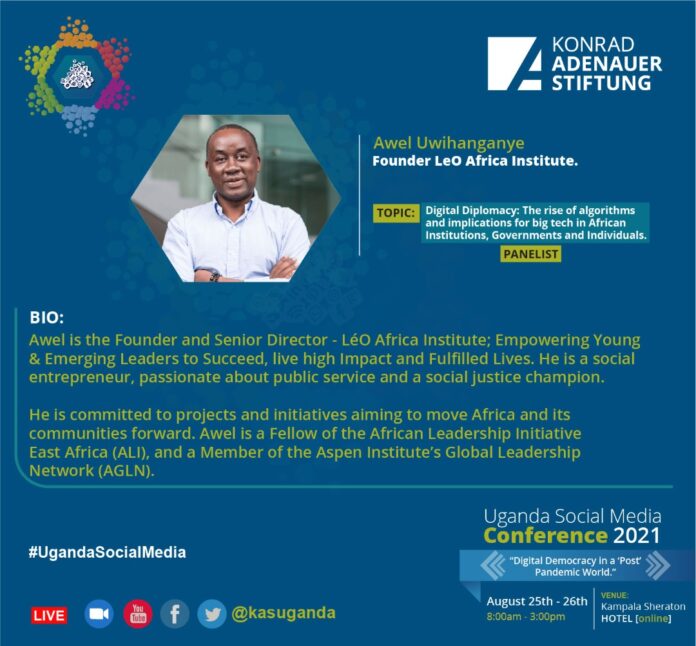 KONRAD
ADENAUER
STIFTUNG
Awel Uwihanganye
Founder LeO Africa Institute.
TOPIC:
Digital Diplomacy: The rise of algorithms
and implications for big tech in African
Institutions, Governments and Individuals.
PANELIST
BIO:
Awel is the Founder and Senior Director - LéO Africa Institute; Empowering Young
& Emerging Leaders to Succeed, live high Impact and Fulfilled Lives. He is a social
entrepreneur, passionate about public service and a social justice champion.
He is committed to projects and initiatives aiming to move Africa and its
communities forward. Awel is a Fellow of the African Leadership Initiative
East Africa (ALI), and a Member of the Aspen Institute's Global Leadership
Network (AGLN).
#UgandaSocialMedia
Uganda Social Media
Conference 2021
"Digital Democracy in a 'Post'
Pandemic World."
August 25th - 26th
8:00am - 3:00pm
VENUE:
Kampala Sheraton
HOTEL [online]
LIVE
You
Tube
@kasuganda